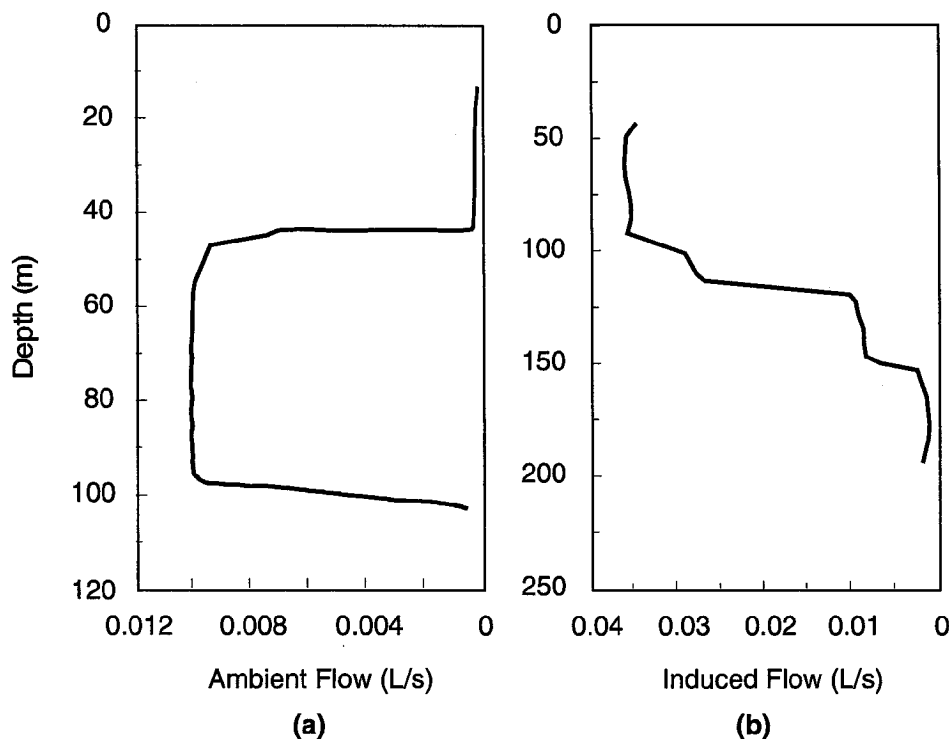 Depth (m)
0
20
40
60
80
100
120
0.012 0.008 0.004 0
Ambient Flow (L/s)
(a)
0
50
100
150
200
250
0.04 0.03 0.02 0.01 0
Induced Flow (L/s)
(b)